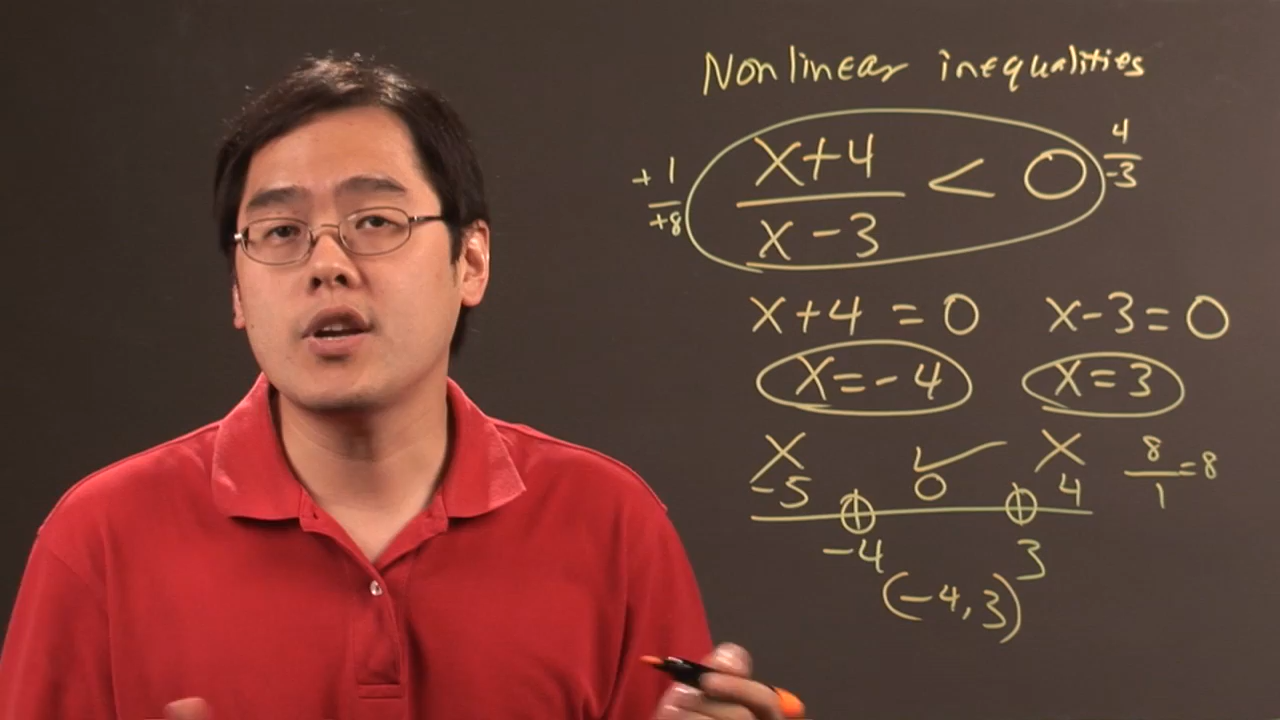 Nonlinear inequalities
+1/+8 (x+4)/(x-3) < 0 4/-3
x+4 = 0 x-3=0
x=-4 x=3
x ✓ x 8/1=8
-5 0 4
-4 3
(-4,3)